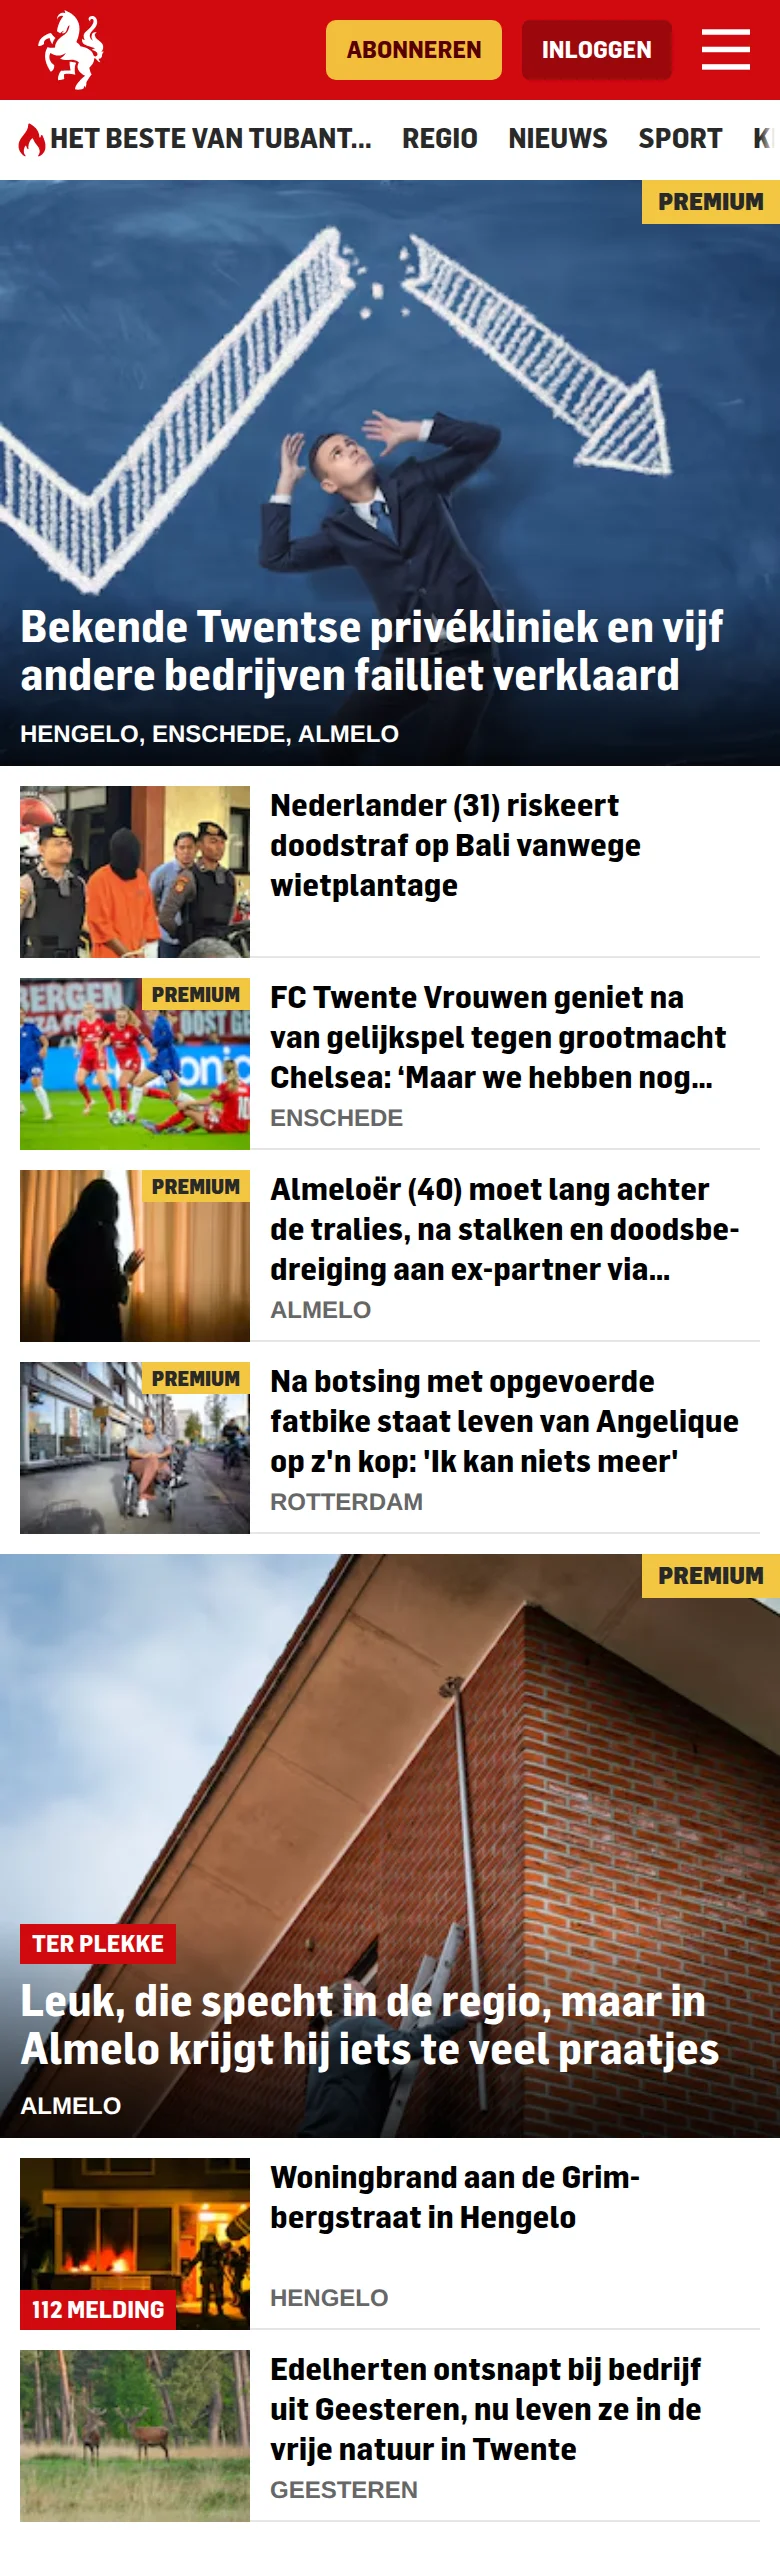 ABONNEREN
INLOGGEN
HET BESTE VAN TUBANT...
REGIO
NIEUWS
SPORT
PREMIUM
Bekende Twentse privékliniek en vijf
andere bedrijven failliet verklaard
HENGELO, ENSCHEDE, ALMELO
Nederlander (31) riskeert
doodstraf op Bali vanwege
wietplantage
PREMIUM
FC Twente Vrouwen geniet na
van gelijkspel tegen grootmacht
Chelsea: ‘Maar we hebben nog...
ENSCHEDE
PREMIUM
Almeloër (40) moet lang achter
de tralies, na stalken en doodsbe-
dreiging aan ex-partner via...
ALMELO
PREMIUM
Na botsing met opgevoerde
fatbike staat leven van Angelique
op z'n kop: 'Ik kan niets meer'
ROTTERDAM
PREMIUM
TER PLEKKE
Leuk, die specht in de regio, maar in
Almelo krijgt hij iets te veel praatjes
ALMELO
112 MELDING
Woningbrand aan de Grim-
bergstraat in Hengelo
HENGELO
Edelherten ontsnapt bij bedrijf
uit Geesteren, nu leven ze in de
vrije natuur in Twente
GEESTEREN